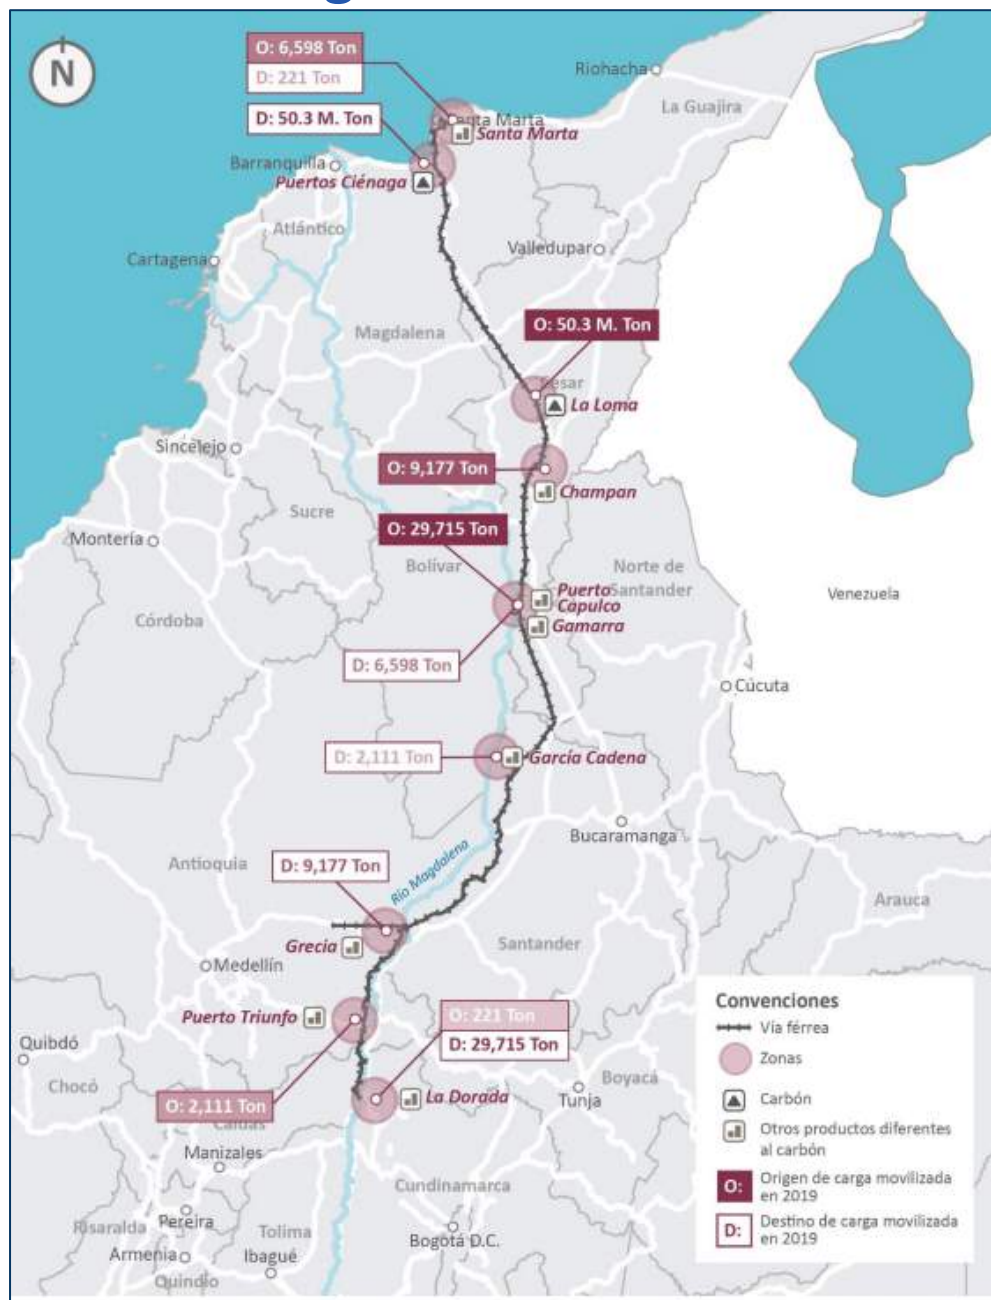 N
O: 6,598 Ton
D: 221 Ton
D: 50.3 M. Ton
Riohacha
La Guajira
Santa Marta
Barranquilla
Puertos Ciénaga
Atlántico
Valledupar
Cartagena
Magdalena
O: 50.3 M. Ton
La Loma
Sincelejo
O: 9,177 Ton
Champan
Sucre
O: 29,715 Ton
Montería
Bolívar
Norte de
Santander
Puerto
Capulco
Gamarra
Venezuela
Córdoba
D: 6,598 Ton
Cúcuta
D: 2,111 Ton
García Cadena
Bucaramanga
Antioquia
D: 9,177 Ton
Río Magdalena
Arauca
Grecia
Santander
Medellín
Puerto Triunfo
O: 221 Ton
D: 29,715 Ton
Quibdó
Chocó
Boyacá
Tunja
La Dorada
O: 2,111 Ton
Caldas
Manizales
Cundinamarca
Risaralda
Pereira
Tolima
Armenia
Ibagué
Bogotá D.C.
Quindío
Convenciones
Vía férrea
Zonas
Carbón
Otros productos diferentes
al carbón
O: Origen de carga movilizada
en 2019
D: Destino de carga movilizada
en 2019